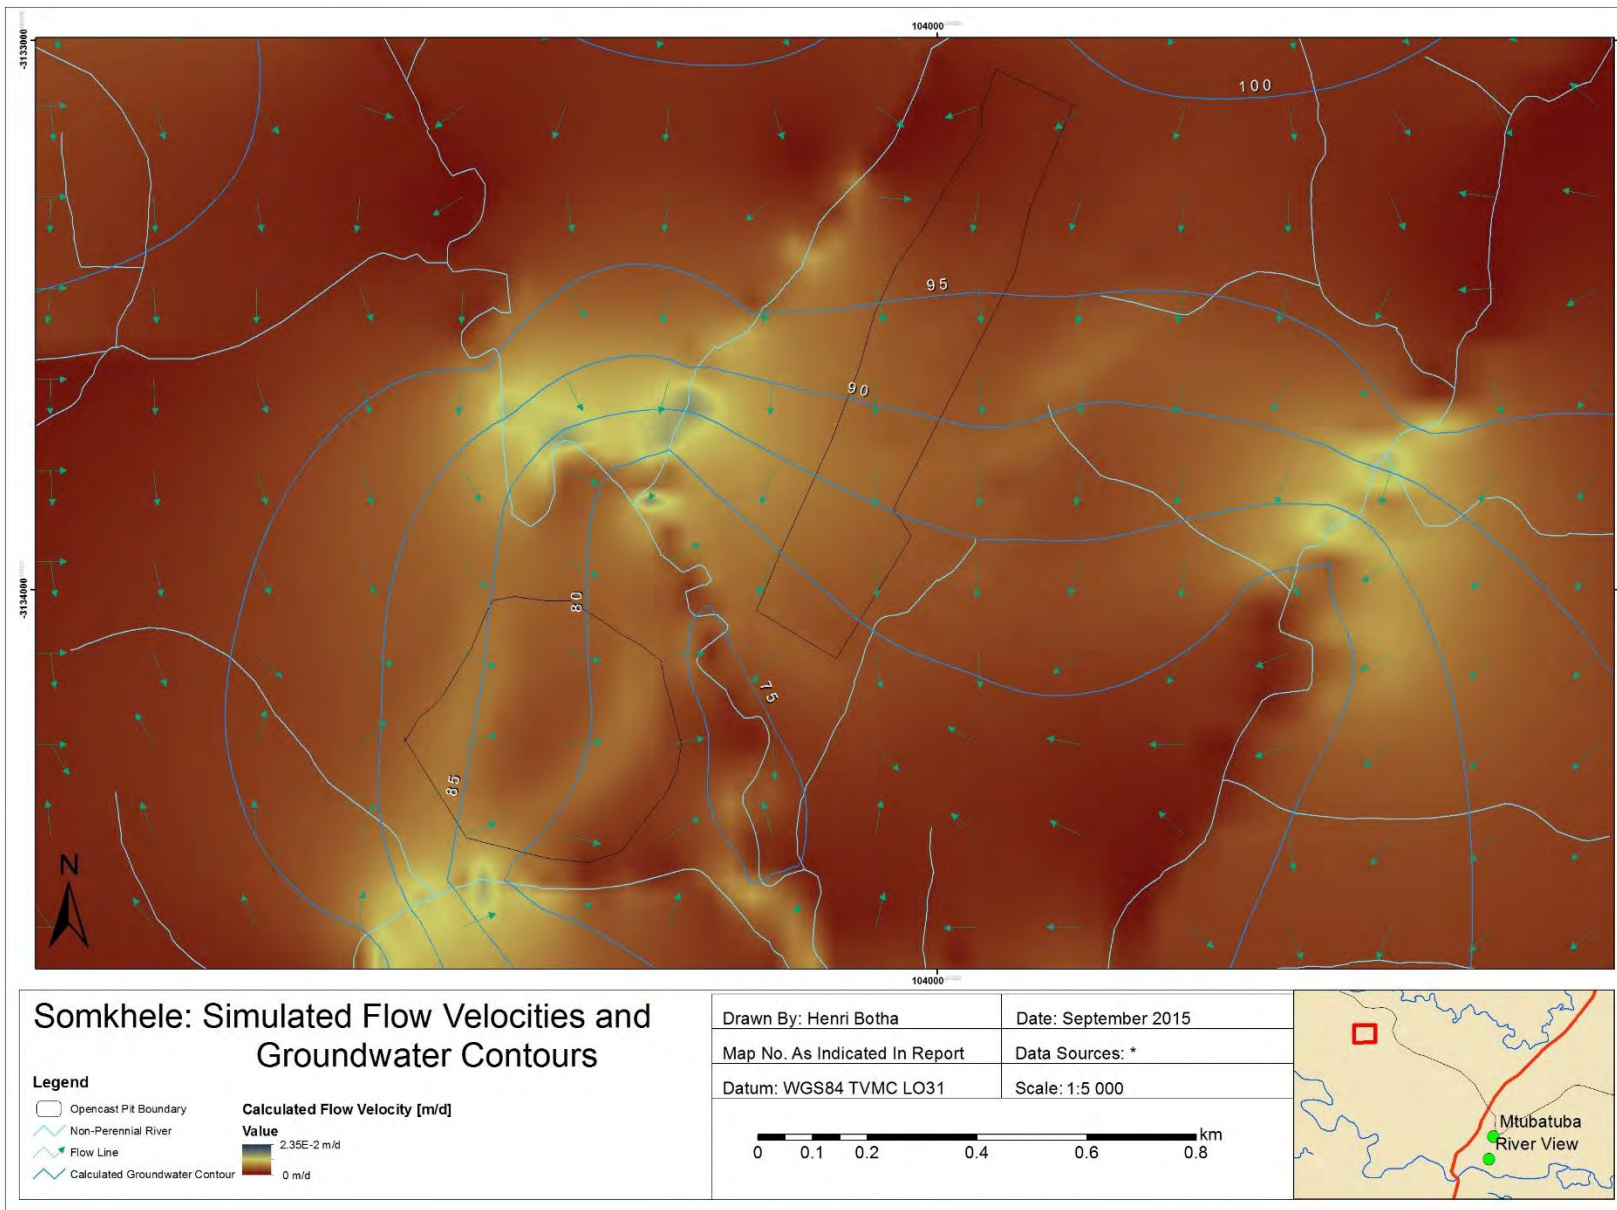 104000
-3133000
100
95
90
-3134000
80
75
85
N
104000
Somkhele: Simulated Flow Velocities and
Groundwater Contours
Legend
Opencast Pit Boundary
Non-Perennial River
Flow Line
Calculated Groundwater Contour
Calculated Flow Velocity [m/d]
Value
2.35E-2 m/d
0 m/d
Drawn By: Henri Botha
Date: September 2015
Map No. As Indicated In Report
Data Sources: *
Datum: WGS84 TVMC LO31
Scale: 1:5 000
km
0 0.1 0.2 0.4 0.6 0.8
Mtubatuba
River View